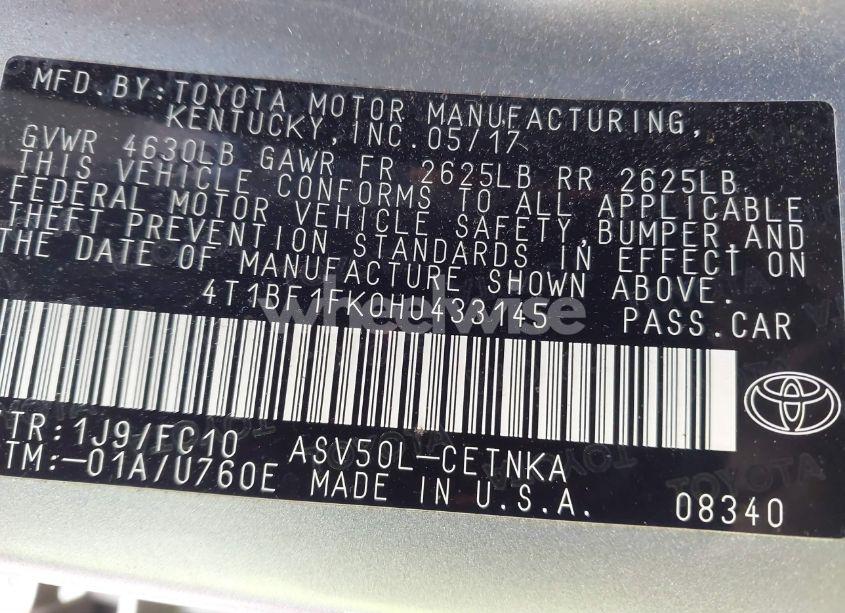 MFD. BY: TOYOTA MOTOR MANUFACTURING,
KENTUCKY, INC. 05/17
GVWR 4630LB GAWR FR 2625LB RR 2625LB
THIS VEHICLE CONFORMS TO ALL APPLICABLE
FEDERAL MOTOR VEHICLE SAFETY, BUMPER, AND
THEFT PREVENTION STANDARDS IN EFFECT ON
THE DATE OF MANUFACTURE SHOWN ABOVE.
4T1BF1FK0HU433145 PASS.CAR
wheelwise
TR: 1J9/FC10 ASV50L-CETNKA
TM:-01A/U760E MADE IN U.S.A. 08340
TOYOTA